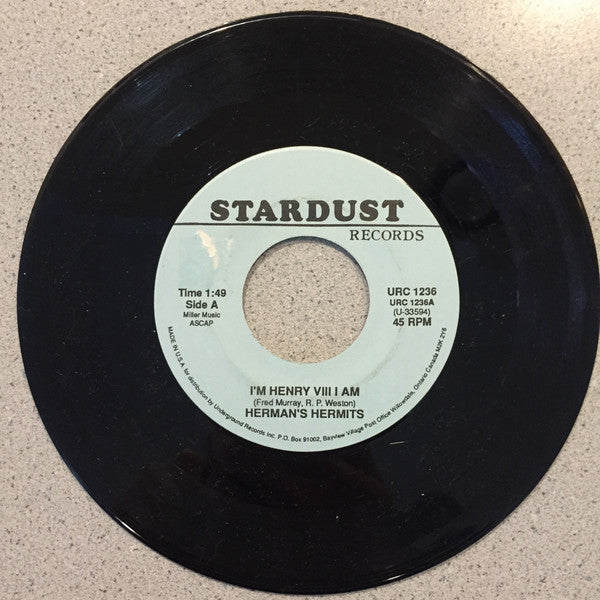 STARDUST
RECORDS
Time 1:49
Side A
Miller Music
ASCAP
URC 1236
URC 1236A
(U-33594)
45 RPM
I'M HENRY VIII I AM
(Fred Murray, R. P. Weston)
HERMAN'S HERMITS
MADE IN U.S.A. for distribution by Underground Records Inc. P.O. Box 91002, Bayview Village Post Office Willowdale, Ontario Canada M2K 2Y6